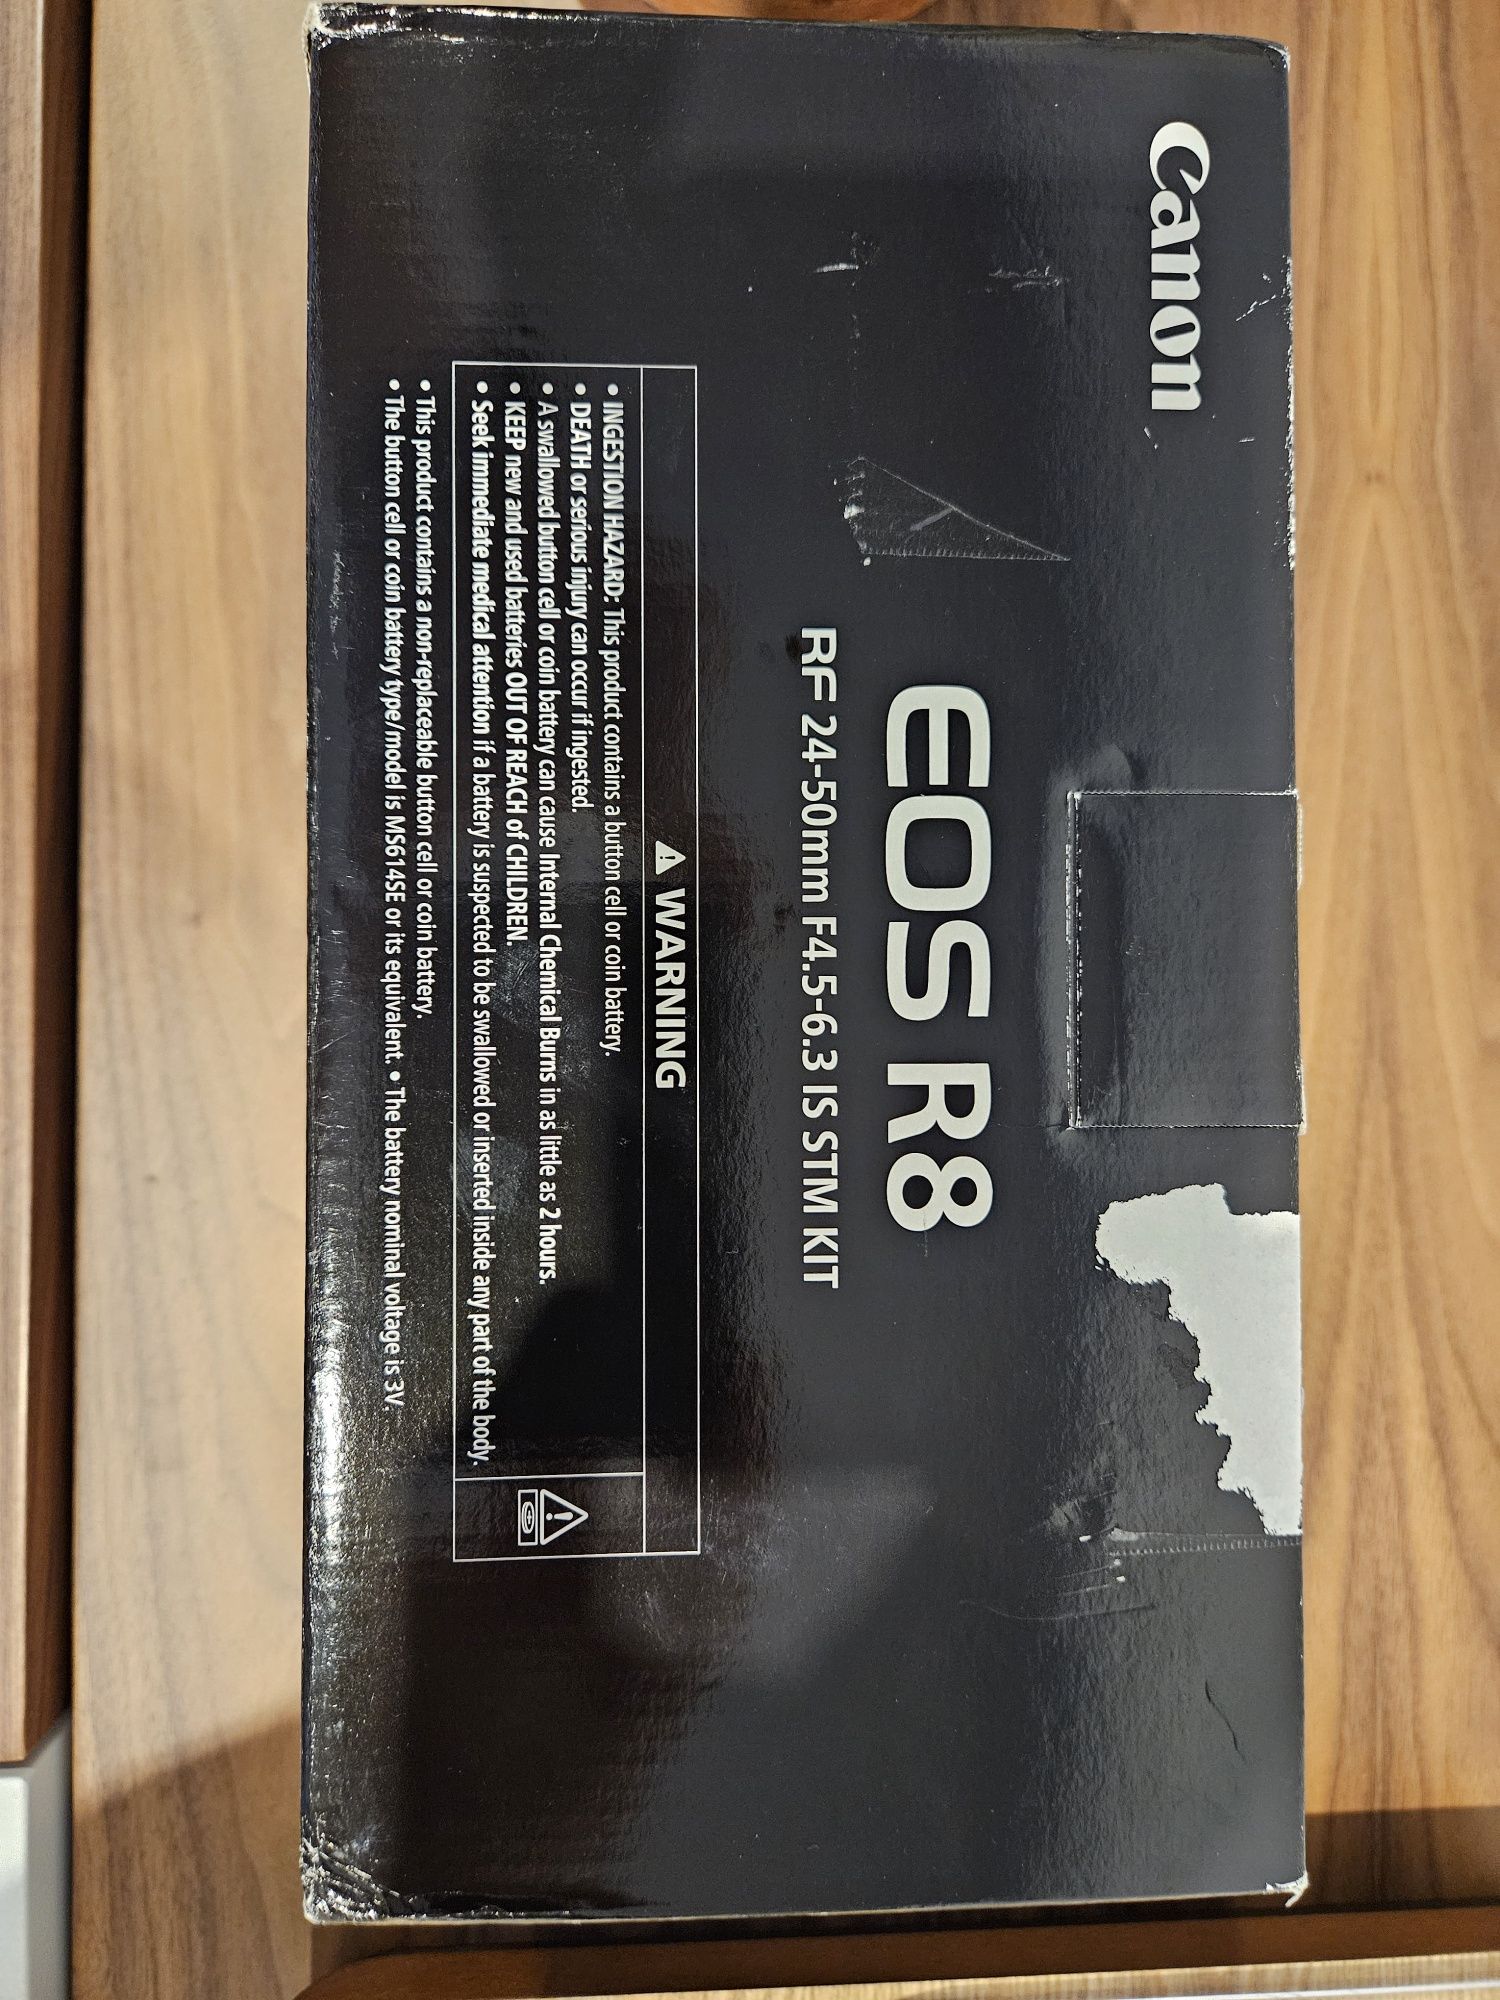 Canon
EOS R8
RF 24-50mm F4.5-6.3 IS STM KIT
⚠ WARNING
• INGESTION HAZARD: This product contains a button cell or coin battery.
• DEATH or serious injury can occur if ingested.
• A swallowed button cell or coin battery can cause Internal Chemical Burns in as little as 2 hours.
• KEEP new and used batteries OUT OF REACH of CHILDREN.
• Seek immediate medical attention if a battery is suspected to be swallowed or inserted inside any part of the body.
• This product contains a non-replaceable button cell or coin battery.
• The button cell or coin battery type/model is MS614SE or its equivalent. • The battery nominal voltage is 3V.